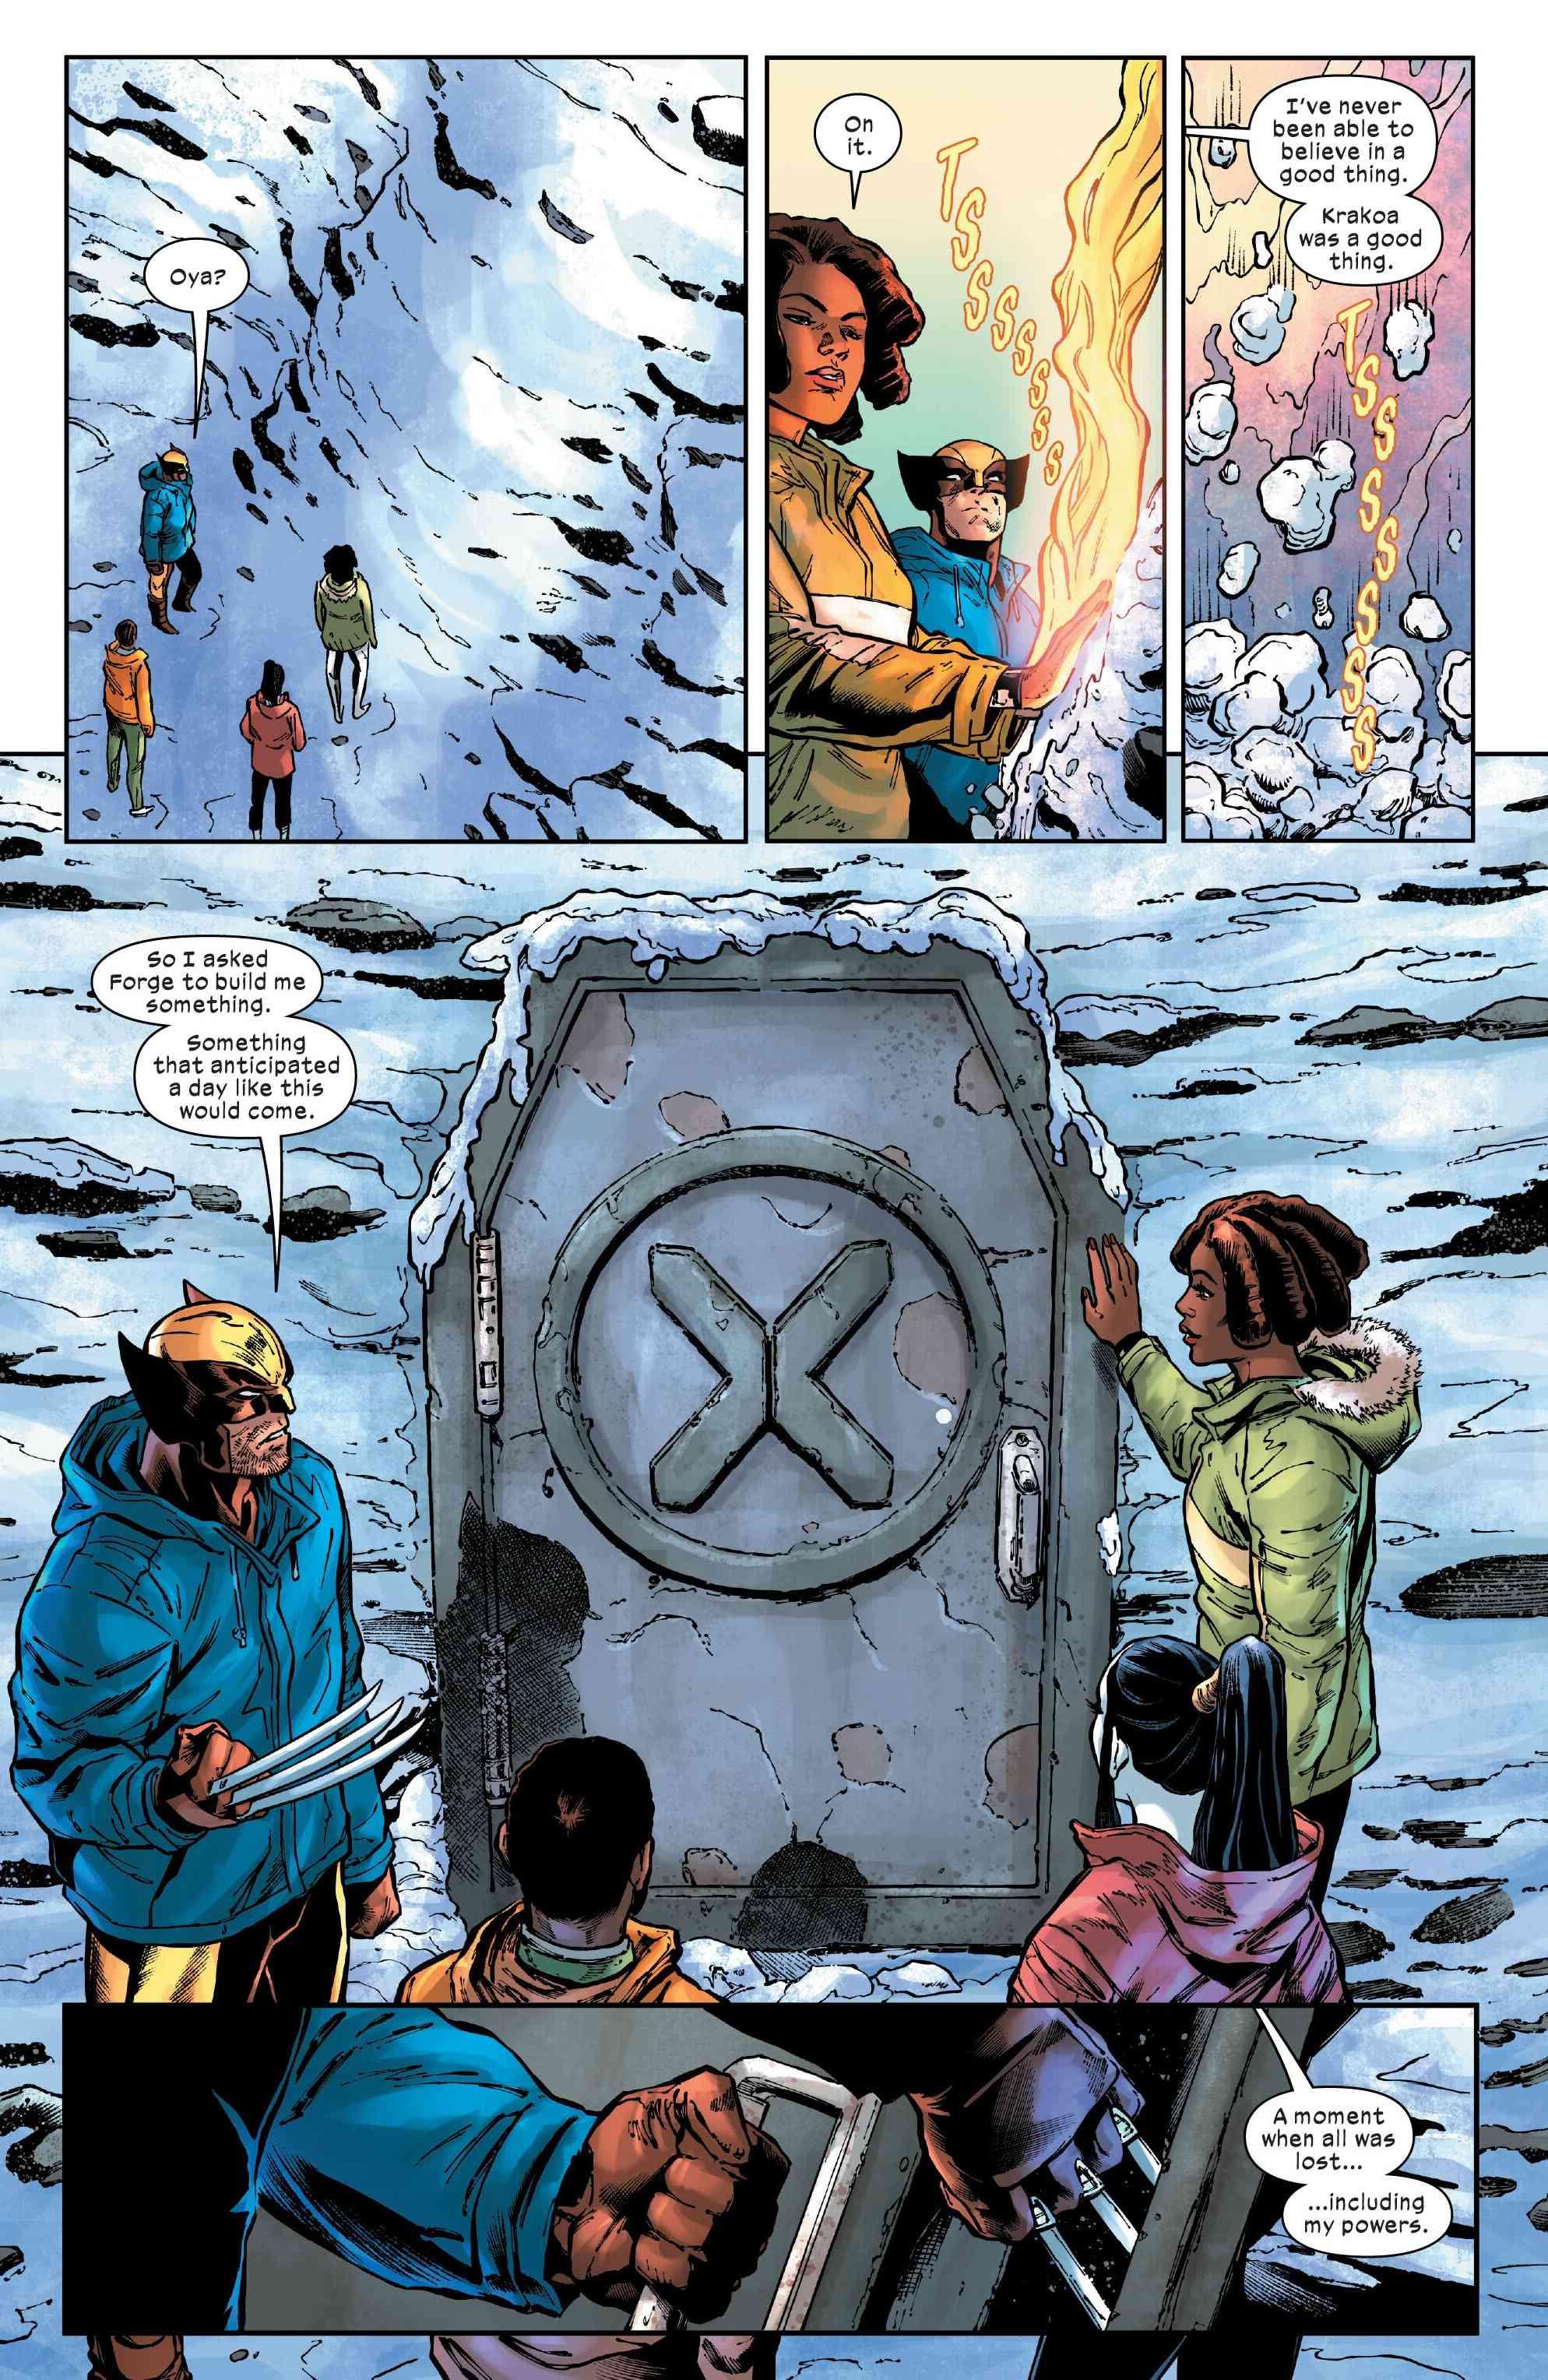 Oya?
On
it.
TSSSSSSS
I've never
been able to
believe in a
good thing.
Krakoa
was a good
thing.
TSSSSSSS
So I asked
Forge to build me
something.
Something
that anticipated
a day like this
would come.
X
A moment
when all was
lost...
...including
my powers.